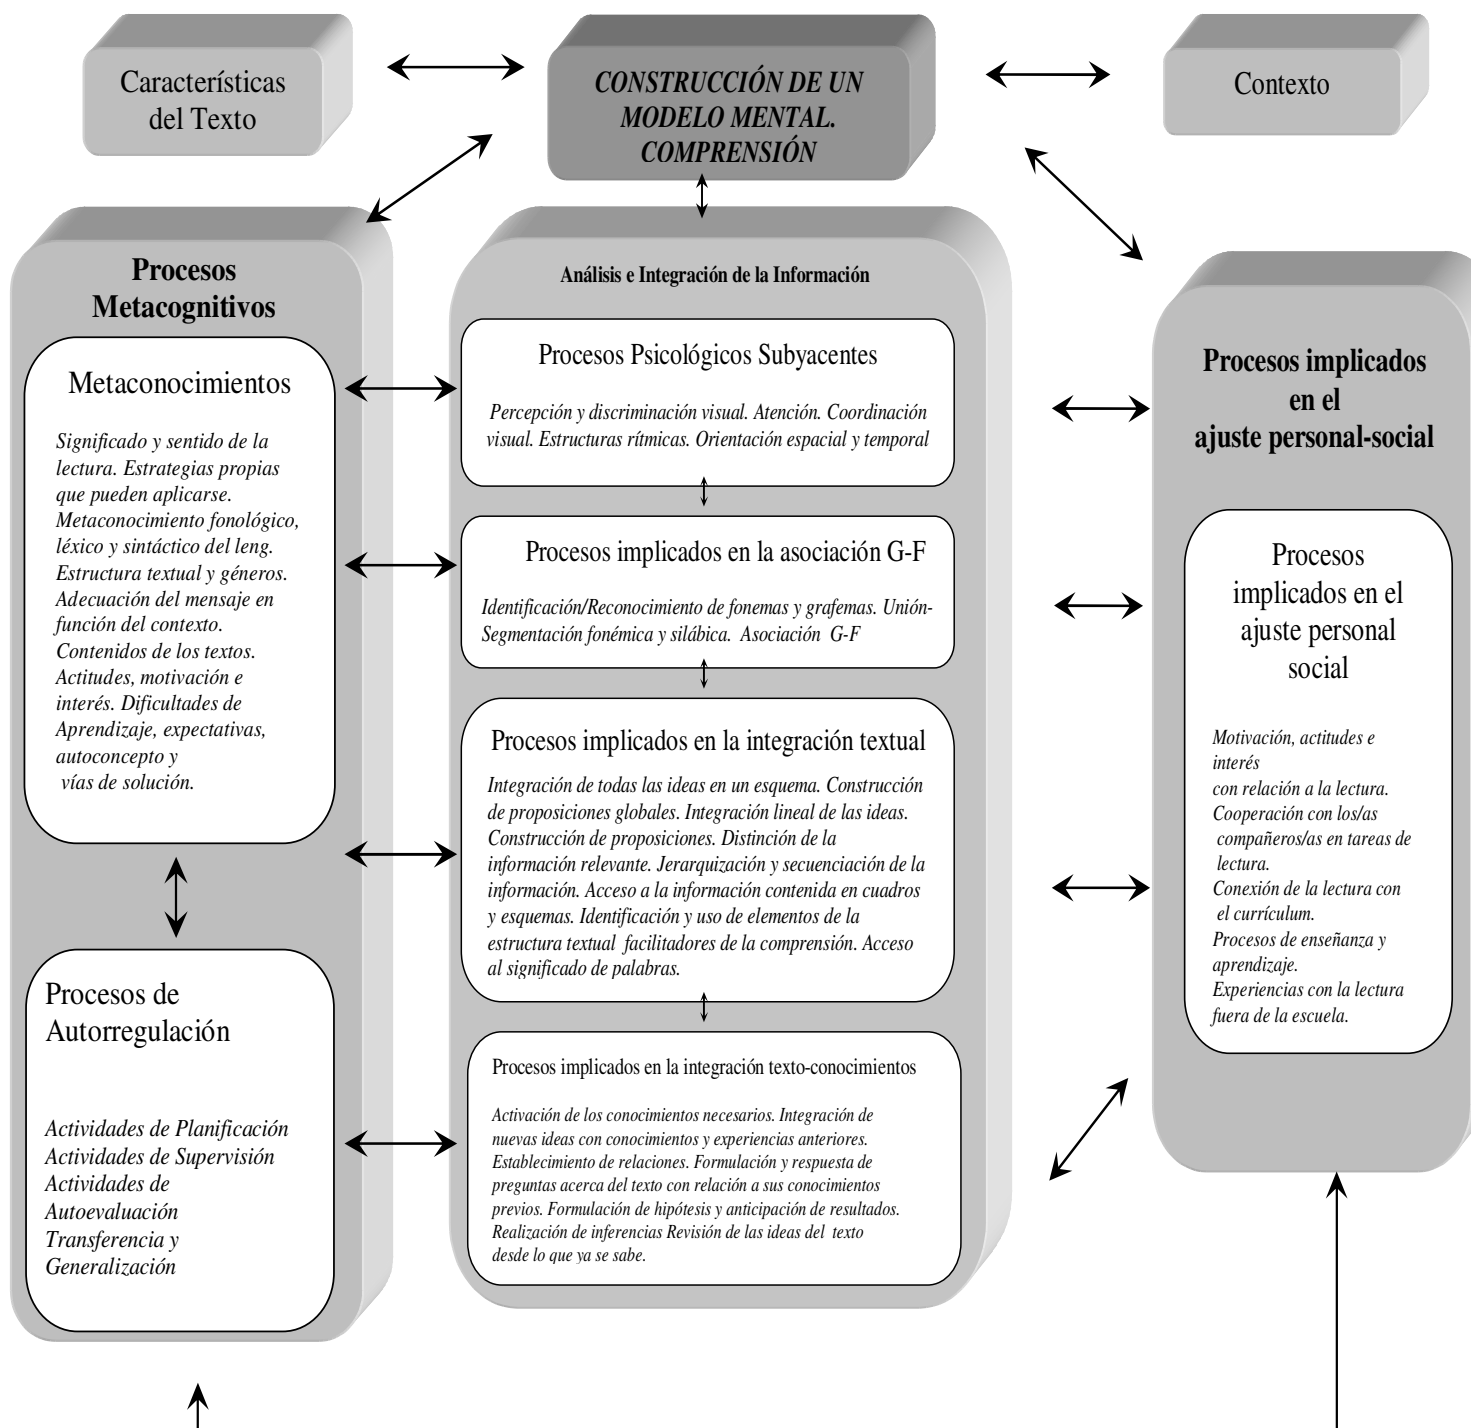 Características
del Texto
CONSTRUCCIÓN DE UN
MODELO MENTAL.
COMPRENSIÓN
Contexto
Procesos
Metacognitivos
Metaconocimientos
Significado y sentido de la
lectura. Estrategias propias
que pueden aplicarse.
Metaconocimiento fonológico,
léxico y sintáctico del leng.
Estructura textual y géneros.
Adecuación del mensaje en
función del contexto.
Contenidos de los textos.
Actitudes, motivación e
interés. Dificultades de
Aprendizaje, expectativas,
autoconcepto y
vías de solución.
Procesos de
Autorregulación
Actividades de Planificación
Actividades de Supervisión
Actividades de
Autoevaluación
Transferencia y
Generalización
Análisis e Integración de la Información
Procesos Psicológicos Subyacentes
Percepción y discriminación visual. Atención. Coordinación
visual. Estructuras rítmicas. Orientación espacial y temporal
Procesos implicados en la asociación G-F
Identificación/Reconocimiento de fonemas y grafemas. Unión-
Segmentación fonémica y silábica. Asociación G-F
Procesos implicados en la integración textual
Integración de todas las ideas en un esquema. Construcción
de proposiciones globales. Integración lineal de las ideas.
Construcción de proposiciones. Distinción de la
información relevante. Jerarquización y secuenciación de la
información. Acceso a la información contenida en cuadros
y esquemas. Identificación y uso de elementos de la
estructura textual facilitadores de la comprensión. Acceso
al significado de palabras.
Procesos implicados en la integración texto-conocimientos
Activación de los conocimientos necesarios. Integración de
nuevas ideas con conocimientos y experiencias anteriores.
Establecimiento de relaciones. Formulación y respuesta de
preguntas acerca del texto con relación a sus conocimientos
previos. Formulación de hipótesis y anticipación de resultados.
Realización de inferencias Revisión de las ideas del texto
desde lo que ya se sabe.
Procesos implicados
en el
ajuste personal-social
Procesos
implicados en el
ajuste personal
social
Motivación, actitudes e
interés
con relación a la lectura.
Cooperación con los/as
compañeros/as en tareas de
lectura.
Conexión de la lectura con
el currículum.
Procesos de enseñanza y
aprendizaje.
Experiencias con la lectura
fuera de la escuela.